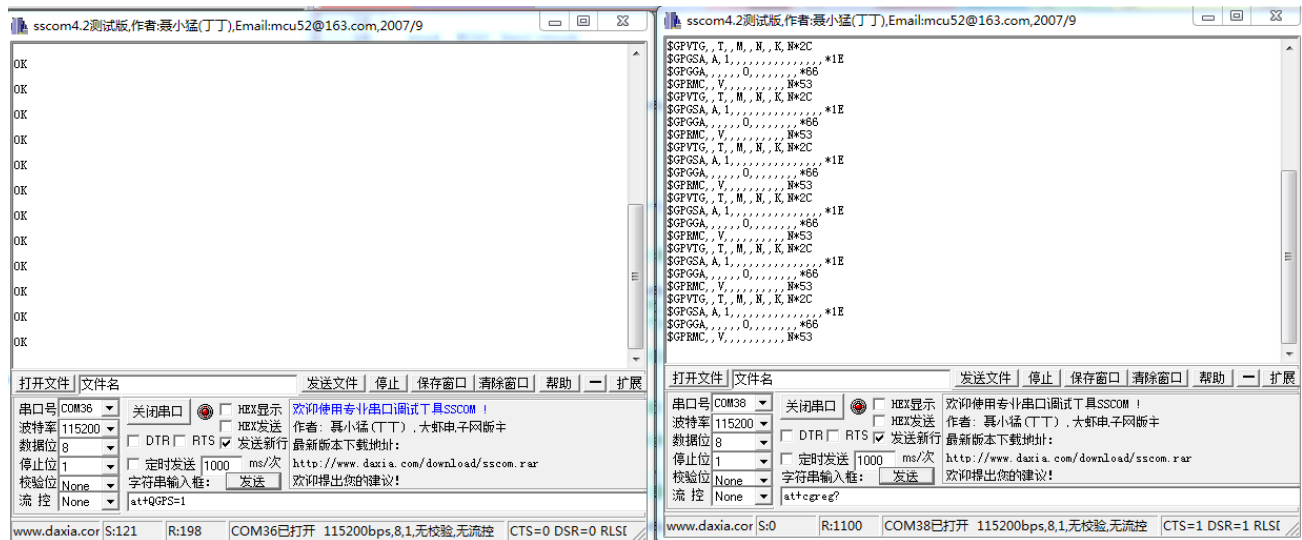 sscom4.2测试版,作者:聂小猛(丁丁),Email:mcu52@163.com,2007/9
OK
OK
OK
OK
OK
OK
OK
OK
OK
OK
OK
OK
打开文件 文件名 发送文件 停止 保存窗口 清除窗口 帮助 — 扩展
串口号 COM36 关闭串口 HEX显示 欢迎使用专业串口调试工具SSCOM !
波特率 115200 HEX发送 作者: 聂小猛(丁丁),大虾电子网版主
数据位 8 DTR RTS 发送新行 最新版本下载地址:
停止位 1 定时发送 1000 ms/次 http://www.daxia.com/download/sscom.rar
校验位 None 字符串输入框: 发送 欢迎提出您的建议!
流 控 None at+QGPS=1
www.daxia.cor S:121 R:198 COM36已打开 115200bps,8,1,无校验,无流控 CTS=0 DSR=0 RLSI
sscom4.2测试版,作者:聂小猛(丁丁),Email:mcu52@163.com,2007/9
$GPVTG,,T,,M,,N,,K,N*2C
$GPGSA,A,1,,,,,,,,,,,,,,,*1E
$GPGGA,,,,,,0,,,,,,,,*66
$GPRMC,,V,,,,,,,,,,N*53
$GPVTG,,T,,M,,N,,K,N*2C
$GPGSA,A,1,,,,,,,,,,,,,,,*1E
$GPGGA,,,,,,0,,,,,,,,*66
$GPRMC,,V,,,,,,,,,,N*53
$GPVTG,,T,,M,,N,,K,N*2C
$GPGSA,A,1,,,,,,,,,,,,,,,*1E
$GPGGA,,,,,,0,,,,,,,,*66
$GPRMC,,V,,,,,,,,,,N*53
$GPVTG,,T,,M,,N,,K,N*2C
$GPGSA,A,1,,,,,,,,,,,,,,,*1E
$GPGGA,,,,,,0,,,,,,,,*66
$GPRMC,,V,,,,,,,,,,N*53
$GPVTG,,T,,M,,N,,K,N*2C
$GPGSA,A,1,,,,,,,,,,,,,,,*1E
$GPGGA,,,,,,0,,,,,,,,*66
$GPRMC,,V,,,,,,,,,,N*53
$GPVTG,,T,,M,,N,,K,N*2C
$GPGSA,A,1,,,,,,,,,,,,,,,*1E
$GPGGA,,,,,,0,,,,,,,,*66
$GPRMC,,V,,,,,,,,,,N*53
打开文件 文件名 发送文件 停止 保存窗口 清除窗口 帮助 — 扩展
串口号 COM38 关闭串口 HEX显示 欢迎使用专业串口调试工具SSCOM !
波特率 115200 HEX发送 作者: 聂小猛(丁丁),大虾电子网版主
数据位 8 DTR RTS 发送新行 最新版本下载地址:
停止位 1 定时发送 1000 ms/次 http://www.daxia.com/download/sscom.rar
校验位 None 字符串输入框: 发送 欢迎提出您的建议!
流 控 None at+cgreg?
www.daxia.cor S:0 R:1100 COM38已打开 115200bps,8,1,无校验,无流控 CTS=1 DSR=1 RLSI